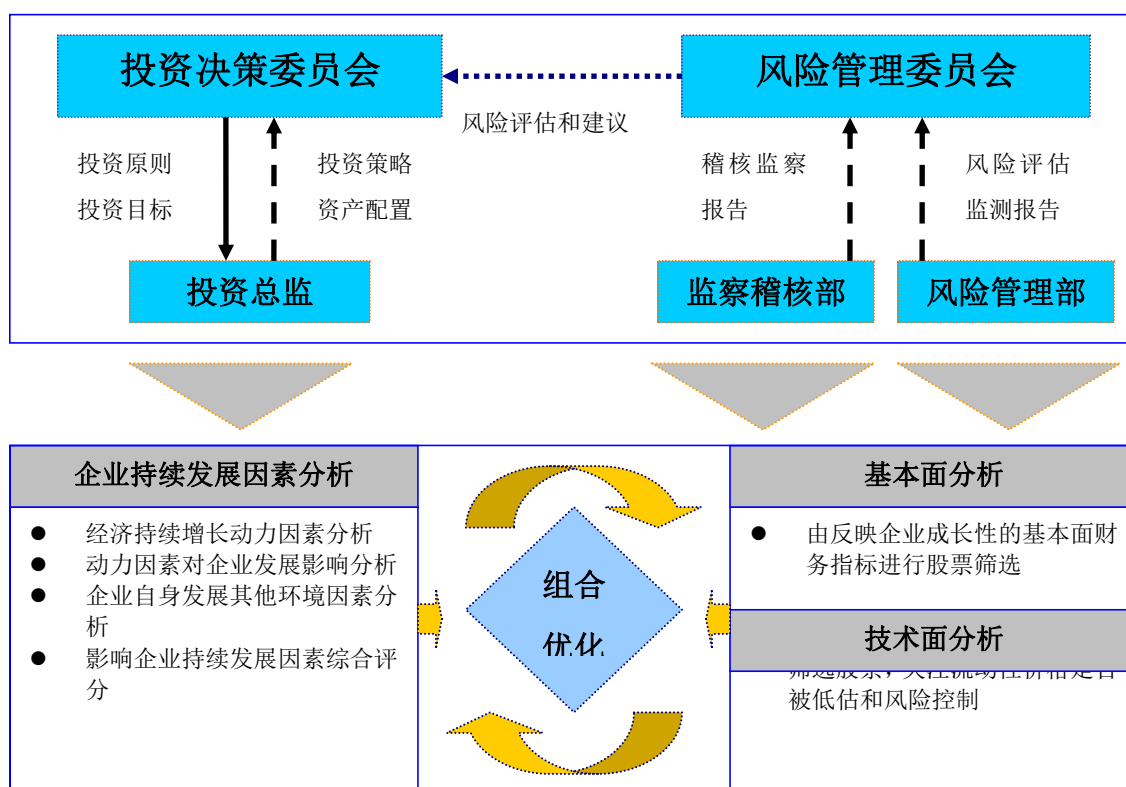 投资决策委员会
风险管理委员会
风险评估和建议
投资原则
投资目标
投资策略
资产配置
稽核监察
报告
风险评估
监测报告
投资总监
监察稽核部
风险管理部
企业持续发展因素分析
● 经济持续增长动力因素分析
● 动力因素对企业发展影响分析
● 企业自身发展其他环境因素分
析
● 影响企业持续发展因素综合评
分
组合
优化
基本面分析
● 由反映企业成长性的基本面财
务指标进行股票筛选
技术面分析
被低估和风险控制